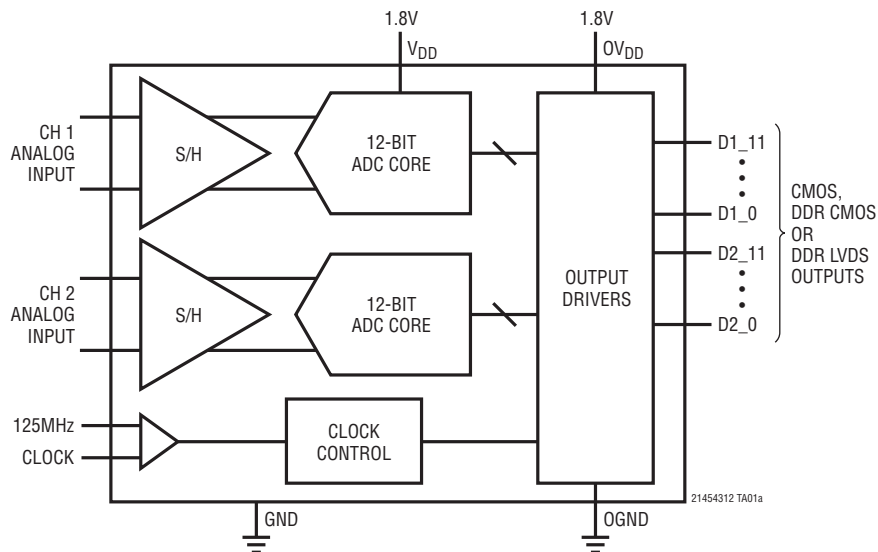 1.8V
1.8V
VDD
OVDD
CH 1
ANALOG
INPUT
S/H
12-BIT
ADC CORE
D1_11
D1_0
CH 2
ANALOG
INPUT
S/H
12-BIT
ADC CORE
OUTPUT
DRIVERS
D2_11
D2_0
CMOS,
DDR CMOS
OR
DDR LVDS
OUTPUTS
125MHz
CLOCK
CLOCK
CONTROL
GND
OGND
21454312 TA01a